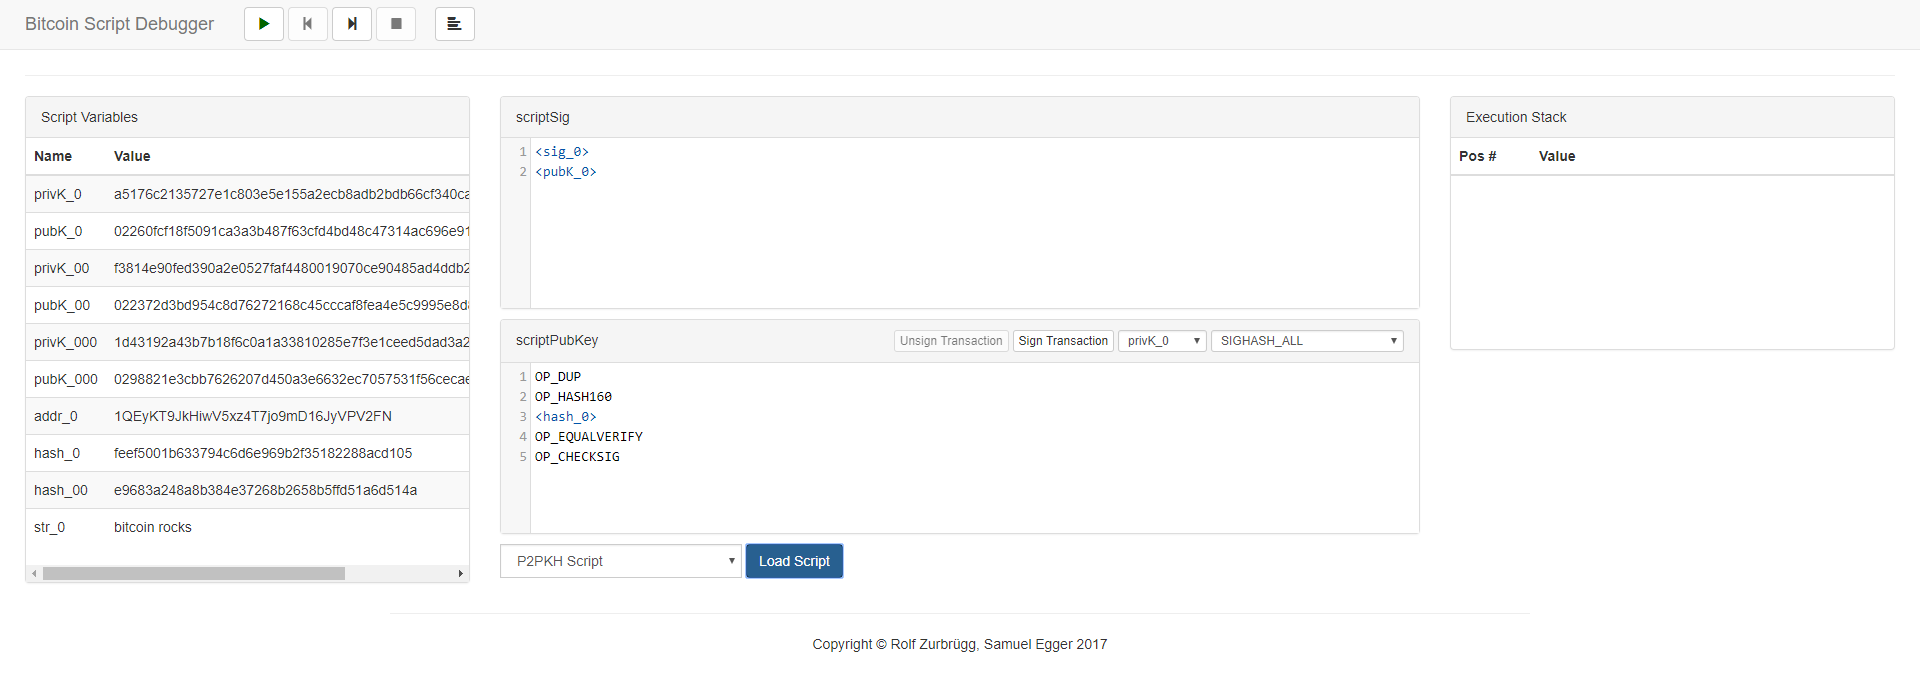 Bitcoin Script Debugger
Script Variables
Name Value
privK_0 a5176c2135727e1c803e5e155a2ecb8adb2bdb66cf340ca
pubK_0 02260fcf18f5091ca3a3b487f63cfd4bd48c47314ac696e91
privK_00 f3814e90fed390a2e0527faf4480019070ce90485ad4ddb2
pubK_00 022372d3bd954c8d76272168c45cccaf8fea4e5c9995e8d
privK_000 1d43192a43b7b18f6c0a1a33810285e7f3e1ceed5dad3a2
pubK_000 0298821e3cbb7626207d450a3e6632ec7057531f56cecae
addr_0 1QEyKT9JkHiwV5xz4T7jo9mD16JyVPV2FN
hash_0 feef5001b633794c6d6e969b2f35182288acd105
hash_00 e9683a248a8b384e37268b2658b5ffd51a6d514a
str_0 bitcoin rocks
scriptSig
1 <sig_0>
2 <pubK_0>
scriptPubKey Unsign Transaction Sign Transaction privK_0 SIGHASH_ALL
1 OP_DUP
2 OP_HASH160
3 <hash_0>
4 OP_EQUALVERIFY
5 OP_CHECKSIG
P2PKH Script Load Script
Execution Stack
Pos # Value
Copyright © Rolf Zurbrügg, Samuel Egger 2017